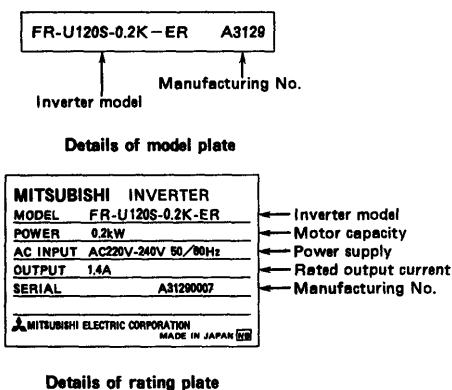 FR-U120S-0.2K-ER A3129
Manufacturing No.
Inverter model
Details of model plate
MITSUBISHI INVERTER
MODEL FR-U120S-0.2K-ER Inverter model
POWER 0.2kW Motor capacity
AC INPUT AC220V-240V 50/60Hz Power supply
OUTPUT 1.4A Rated output current
SERIAL A31290007 Manufacturing No.
MITSUBISHI ELECTRIC CORPORATION
MADE IN JAPAN
Details of rating plate